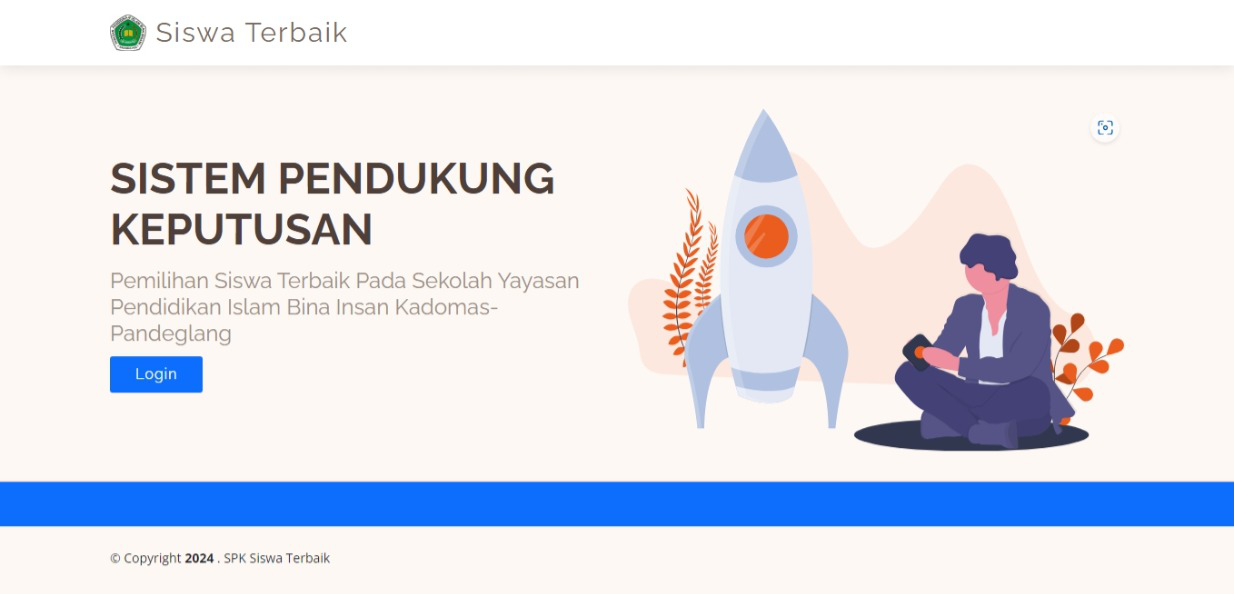 Siswa Terbaik
SISTEM PENDUKUNG
KEPUTUSAN
Pemilihan Siswa Terbaik Pada Sekolah Yayasan
Pendidikan Islam Bina Insan Kadomas-
Pandeglang
Login
© Copyright 2024 . SPK Siswa Terbaik